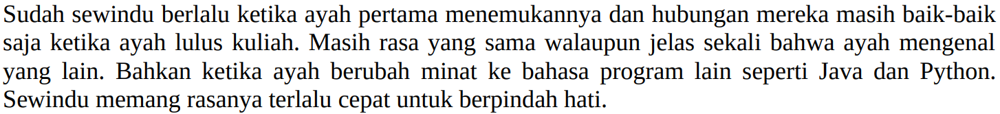 Sudah sewindu berlalu ketika ayah pertama menemukannya dan hubungan mereka masih baik-baik
saja ketika ayah lulus kuliah. Masih rasa yang sama walaupun jelas sekali bahwa ayah mengenal
yang lain. Bahkan ketika ayah berubah minat ke bahasa program lain seperti Java dan Python.
Sewindu memang rasanya terlalu cepat untuk berpindah hati.